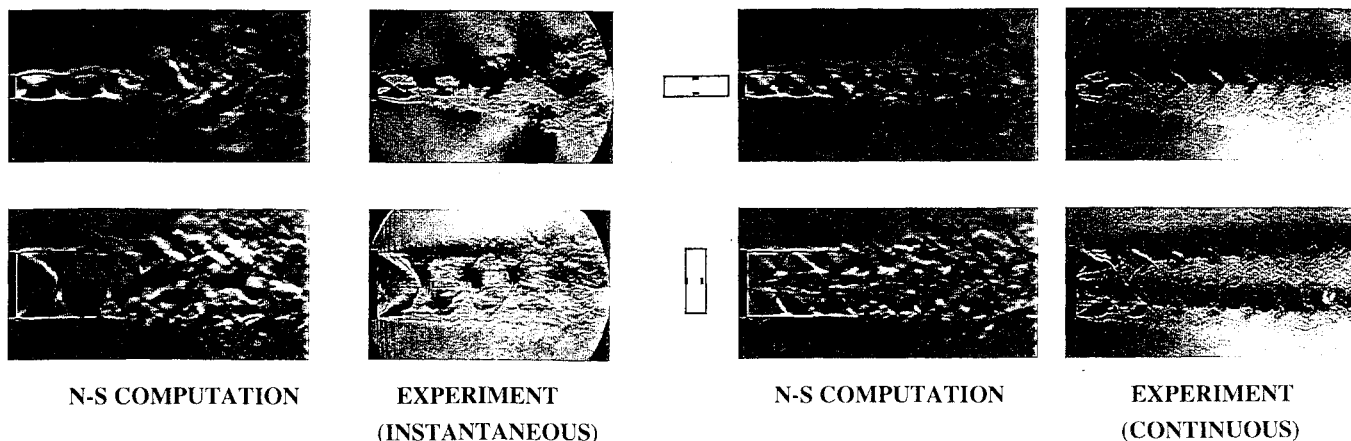 N-S COMPUTATION
EXPERIMENT
(INSTANTANEOUS)
N-S COMPUTATION
EXPERIMENT
(CONTINUOUS)